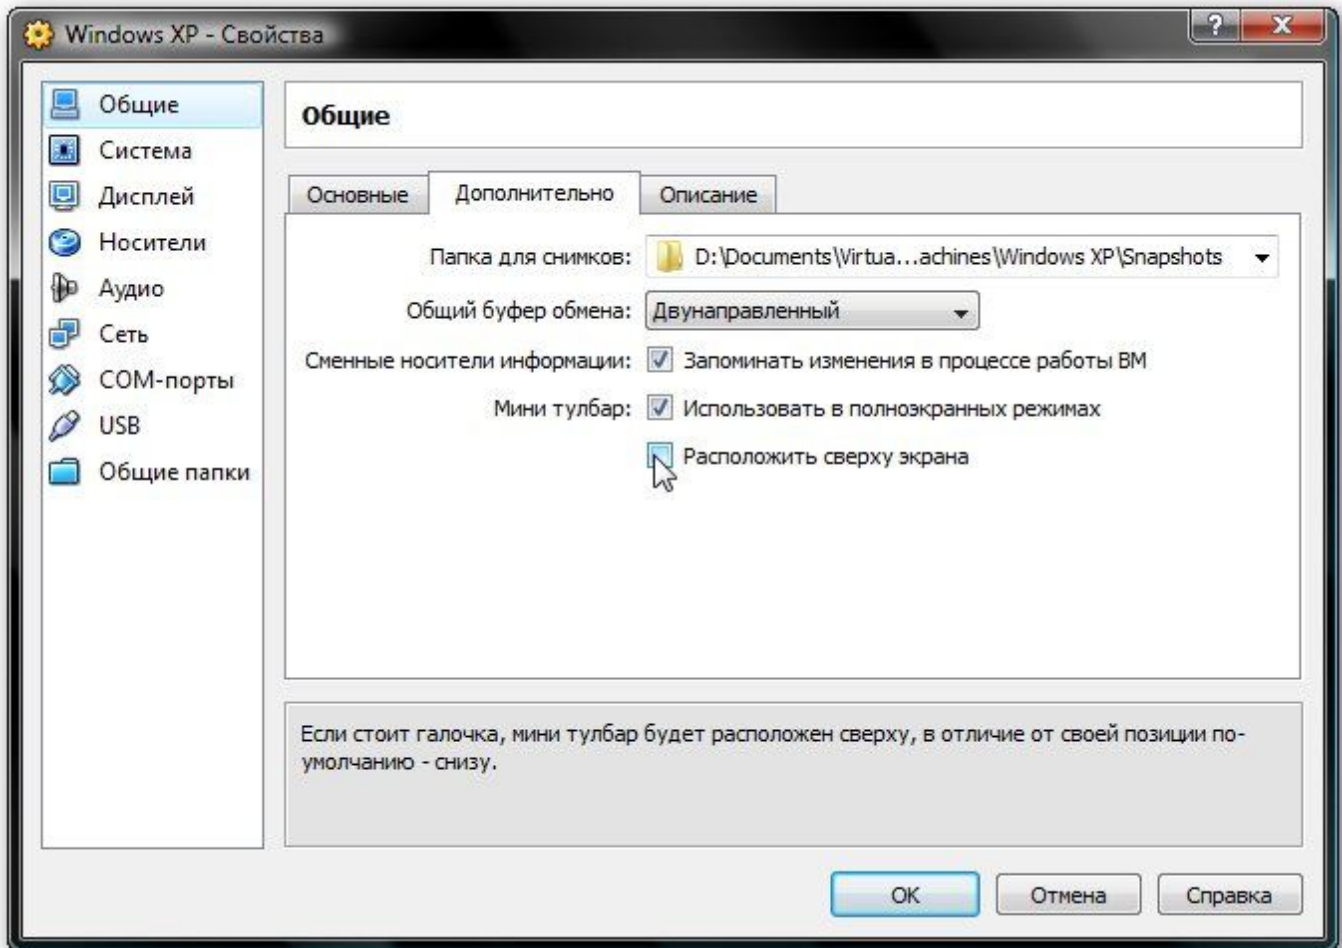 Windows XP - Свойства
?
X
Общие
Система
Дисплей
Носители
Аудио
Сеть
COM-порты
USB
Общие папки
Общие
Основные
Дополнительно
Описание
Папка для снимков: D:\Documents\Virtua...achines\Windows XP\Snapshots
Общий буфер обмена: Двунаправленный
Сменные носители информации: Запоминать изменения в процессе работы ВМ
Мини тулбар: Использовать в полноэкранных режимах
Расположить сверху экрана
Если стоит галочка, мини тулбар будет расположен сверху, в отличие от своей позиции по-
умолчанию - снизу.
OK
Отмена
Справка